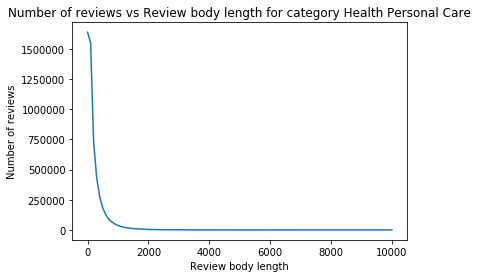 Number of reviews vs Review body length for category Health Personal Care
1500000
1250000
1000000
750000
500000
250000
0
Number of reviews
0 2000 4000 6000 8000 10000
Review body length